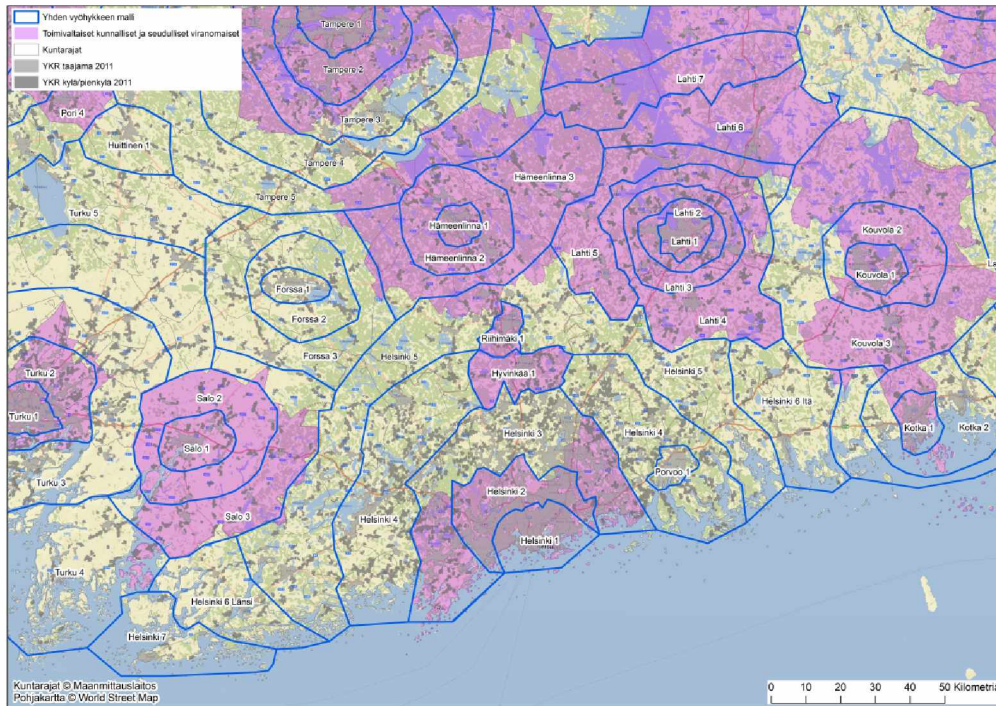 Yhden vyöhykkeen malli
Toimivaltaiset kunnalliset ja seudulliset viranomaiset
Kuntarajat
YKR taajama 2011
YKR kylä/pienkylä 2011
Tampere 1
Tampere 2
Tampere 3
Tampere 4
Tampere 5
Pori 4
Huittinen 1
Lahti 7
Lahti 6
Hämeenlinna 3
Turku 5
Hämeenlinna 1
Hämeenlinna 2
Lahti 2
Lahti 1
Lahti 5
Lahti 3
Lahti 4
Kouvola 2
Kouvola 1
Kouvola 3
La
Forssa 1
Forssa 2
Forssa 3
Helsinki 5
Riihimäki 1
Hyvinkää 1
Helsinki 5
Turku 2
Turku 1
Salo 2
Salo 1
Helsinki 6 Itä
Kotka 1
Kotka 2
Helsinki 3
Helsinki 4
Porvoo 1
Turku 3
Salo 3
Helsinki 4
Helsinki 2
Helsinki 1
Turku 4
Helsinki 6 Länsi
Helsinki 7
Kuntarajat © Maanmittauslaitos
Pohjakartta © World Street Map
0 10 20 30 40 50 Kilometriä